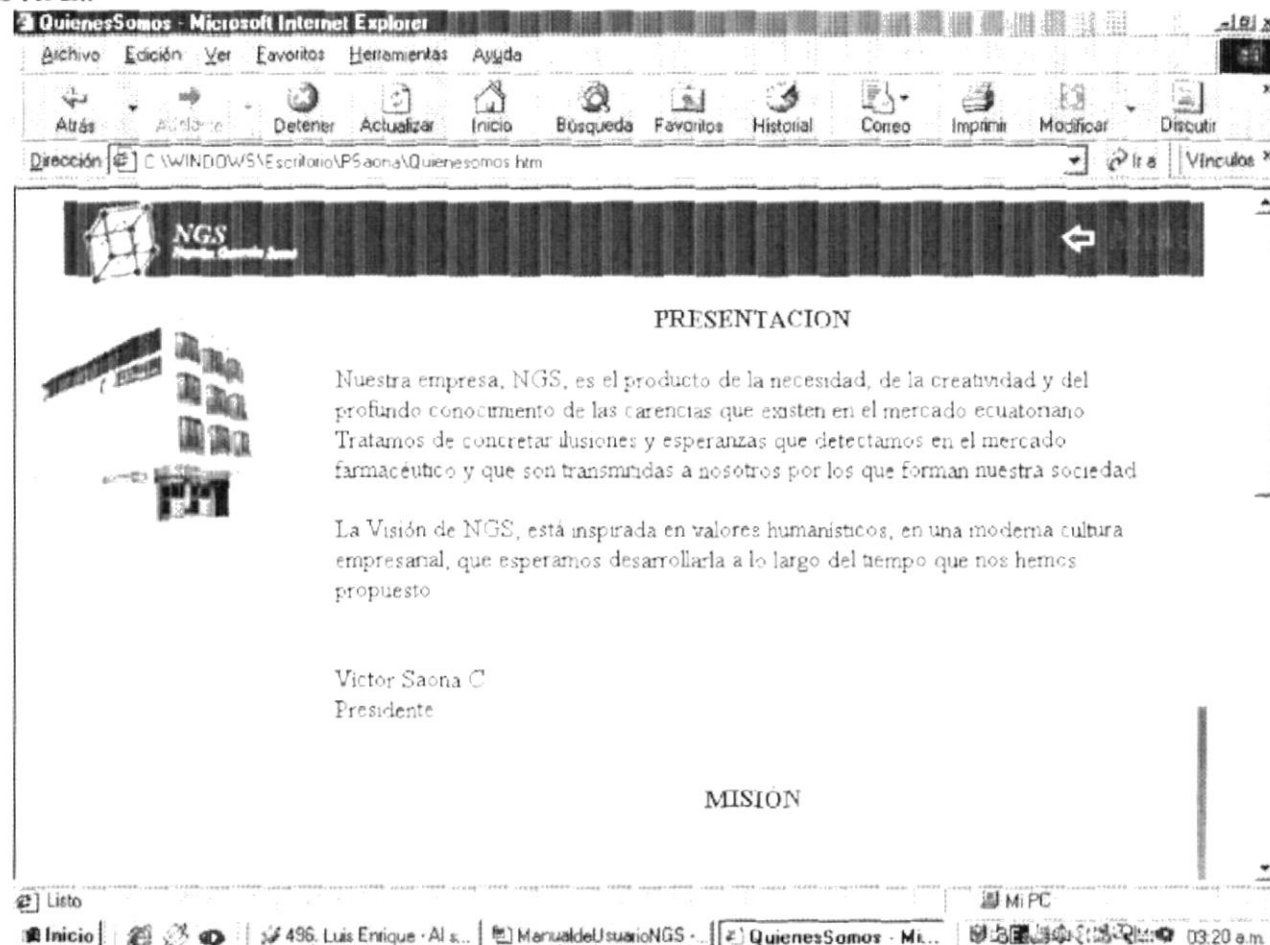 QuienesSomos - Microsoft Internet Explorer
Archivo Edición Ver Favoritos Herramientas Ayuda
Atrás Adelante Detener Actualizar Inicio Búsqueda Favoritos Historial Correo Imprimir Modificar Discutir
Dirección C:\WINDOWS\Escritorio\PSaona\Quienesomos.htm Ir a Vínculos
NGS
PRESENTACION
Nuestra empresa, NGS, es el producto de la necesidad, de la creatividad y del
profundo conocimiento de las carencias que existen en el mercado ecuatoriano
Tratamos de concretar ilusiones y esperanzas que detectamos en el mercado
farmacéutico y que son transmitidas a nosotros por los que forman nuestra sociedad
La Visión de NGS, está inspirada en valores humanísticos, en una moderna cultura
empresarial, que esperamos desarrollarla a lo largo del tiempo que nos hemos
propuesto
Victor Saona C
Presidente
MISION
Listo Mi PC
Inicio 496. Luis Enrique - Al s... ManualdeUsuarioNGS - ... QuienesSomos - Mi... 03:20 a.m.